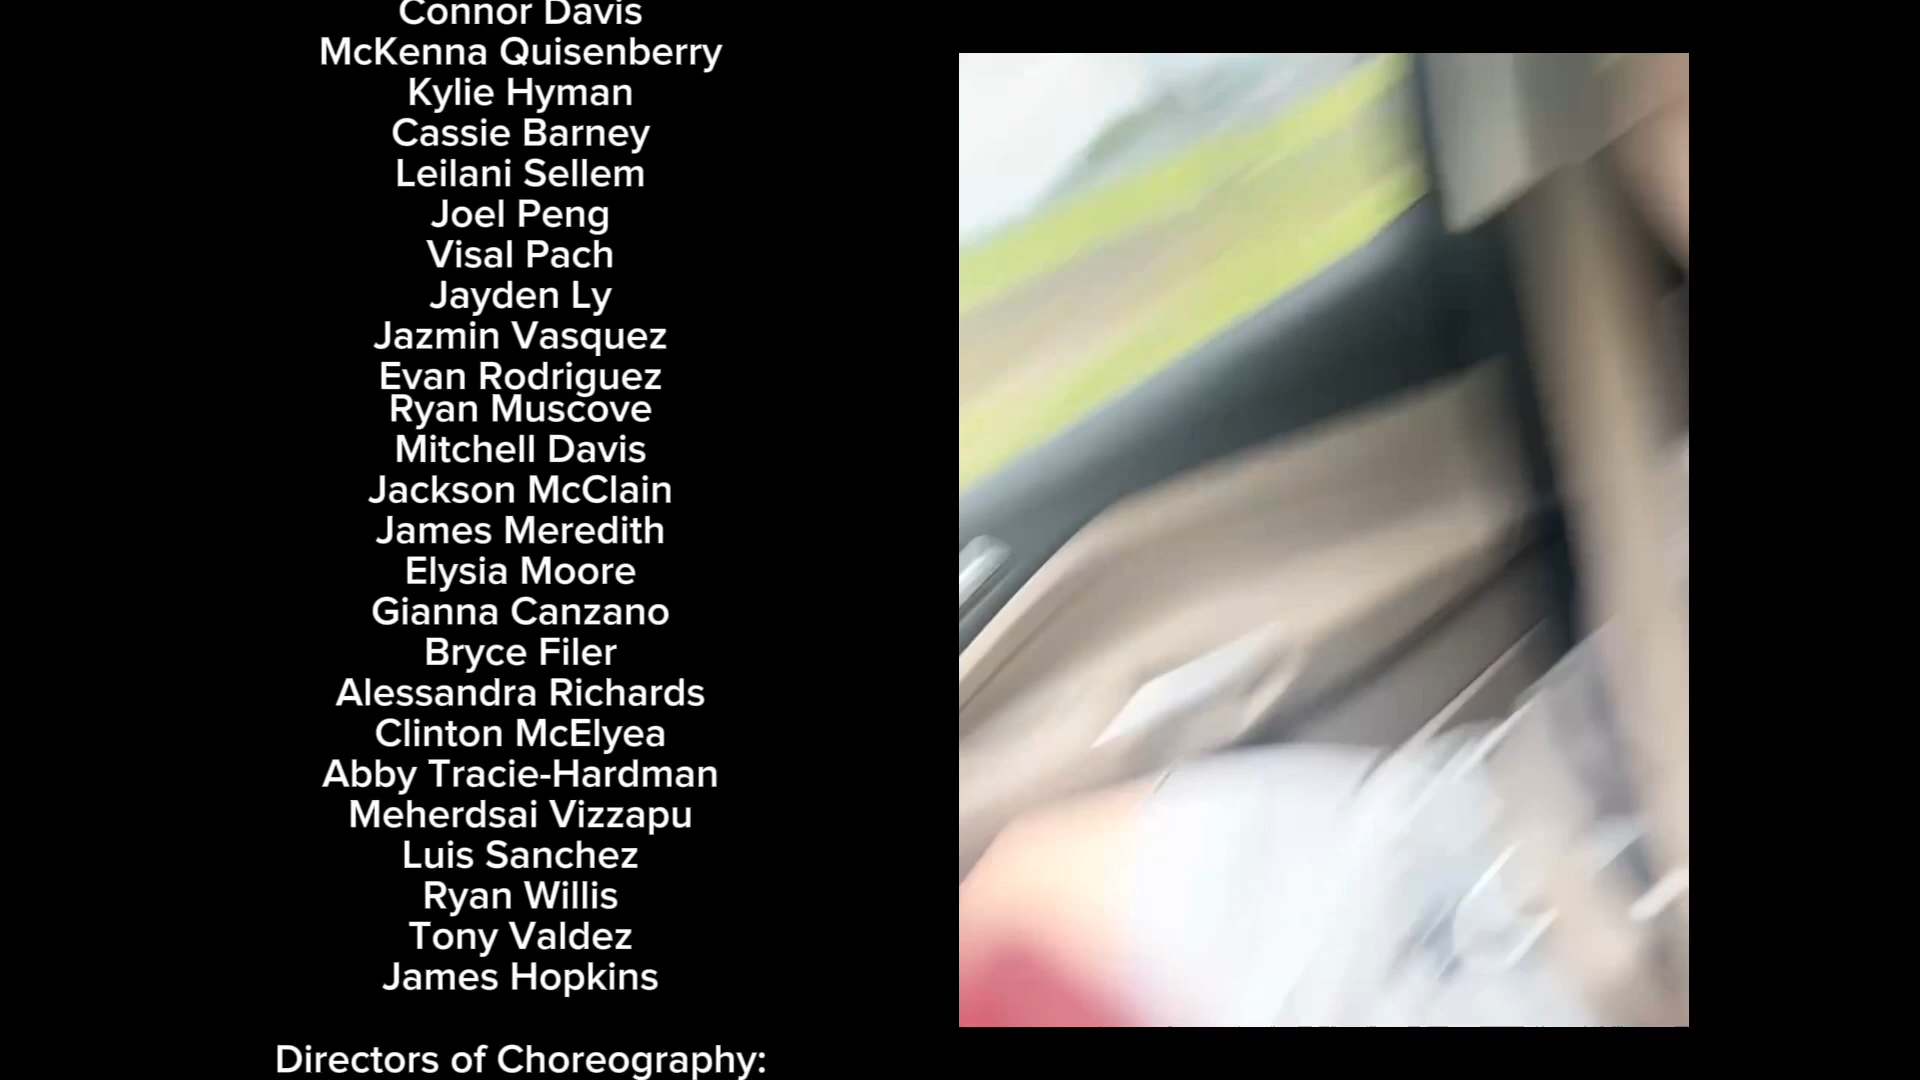 Connor Davis
McKenna Quisenberry
Kylie Hyman
Cassie Barney
Leilani Sellem
Joel Peng
Visal Pach
Jayden Ly
Jazmin Vasquez
Evan Rodriguez
Ryan Muscove
Mitchell Davis
Jackson McClain
James Meredith
Elysia Moore
Gianna Canzano
Bryce Filer
Alessandra Richards
Clinton McElyea
Abby Tracie-Hardman
Meherdsai Vizzapu
Luis Sanchez
Ryan Willis
Tony Valdez
James Hopkins
Directors of Choreography: